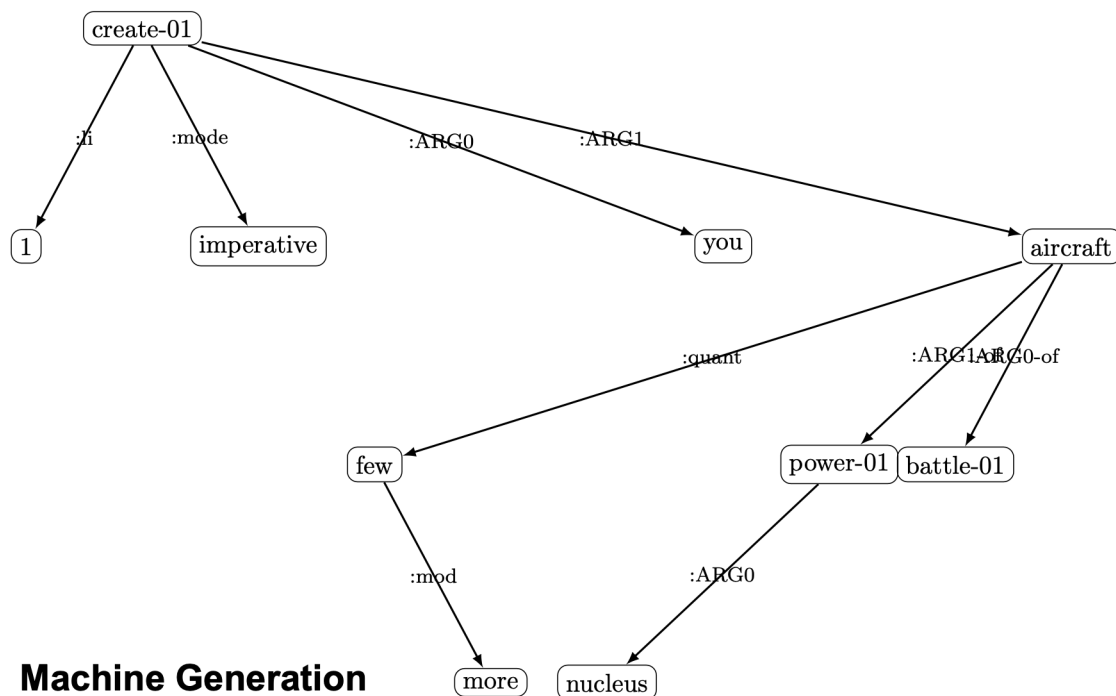 create-01
:li
:mode
:ARG0
:ARG1
1
imperative
you
aircraft
:quant
:ARG1-of
:ARG0-of
few
power-01
battle-01
:mod
:ARG0
more
nucleus
Machine Generation